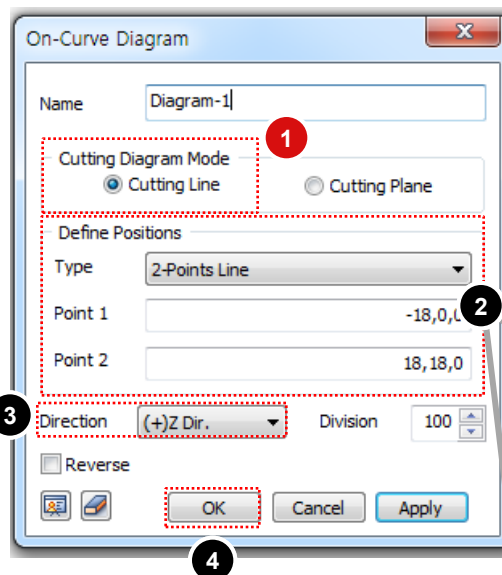 On-Curve Diagram
Name Diagram-1
1
Cutting Diagram Mode
Cutting Line Cutting Plane
Define Positions
Type 2-Points Line
Point 1 -18,0,
2
Point 2 18,18,0
3
Direction (+)Z Dir. Division 100
Reverse
OK Cancel Apply
4